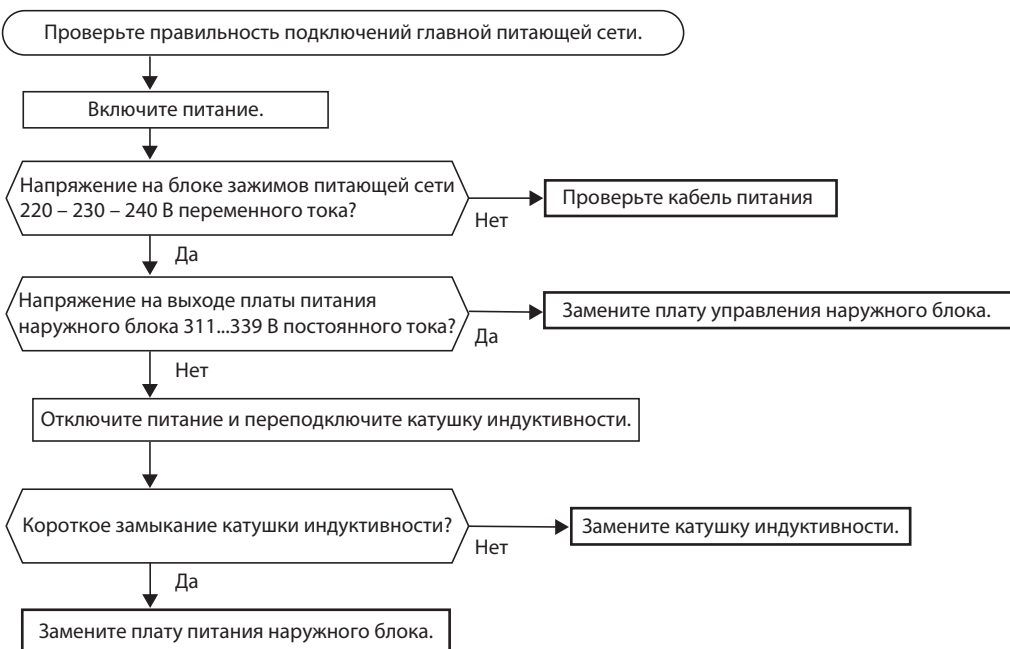 Проверьте правильность подключений главной питающей сети.
Включите питание.
Напряжение на блоке зажимов питающей сети
220 – 230 – 240 В переменного тока?
Нет
Проверьте кабель питания
Да
Напряжение на выходе платы питания
наружного блока 311...339 В постоянного тока?
Да
Замените плату управления наружного блока.
Нет
Отключите питание и переподключите катушку индуктивности.
Короткое замыкание катушки индуктивности?
Нет
Замените катушку индуктивности.
Да
Замените плату питания наружного блока.